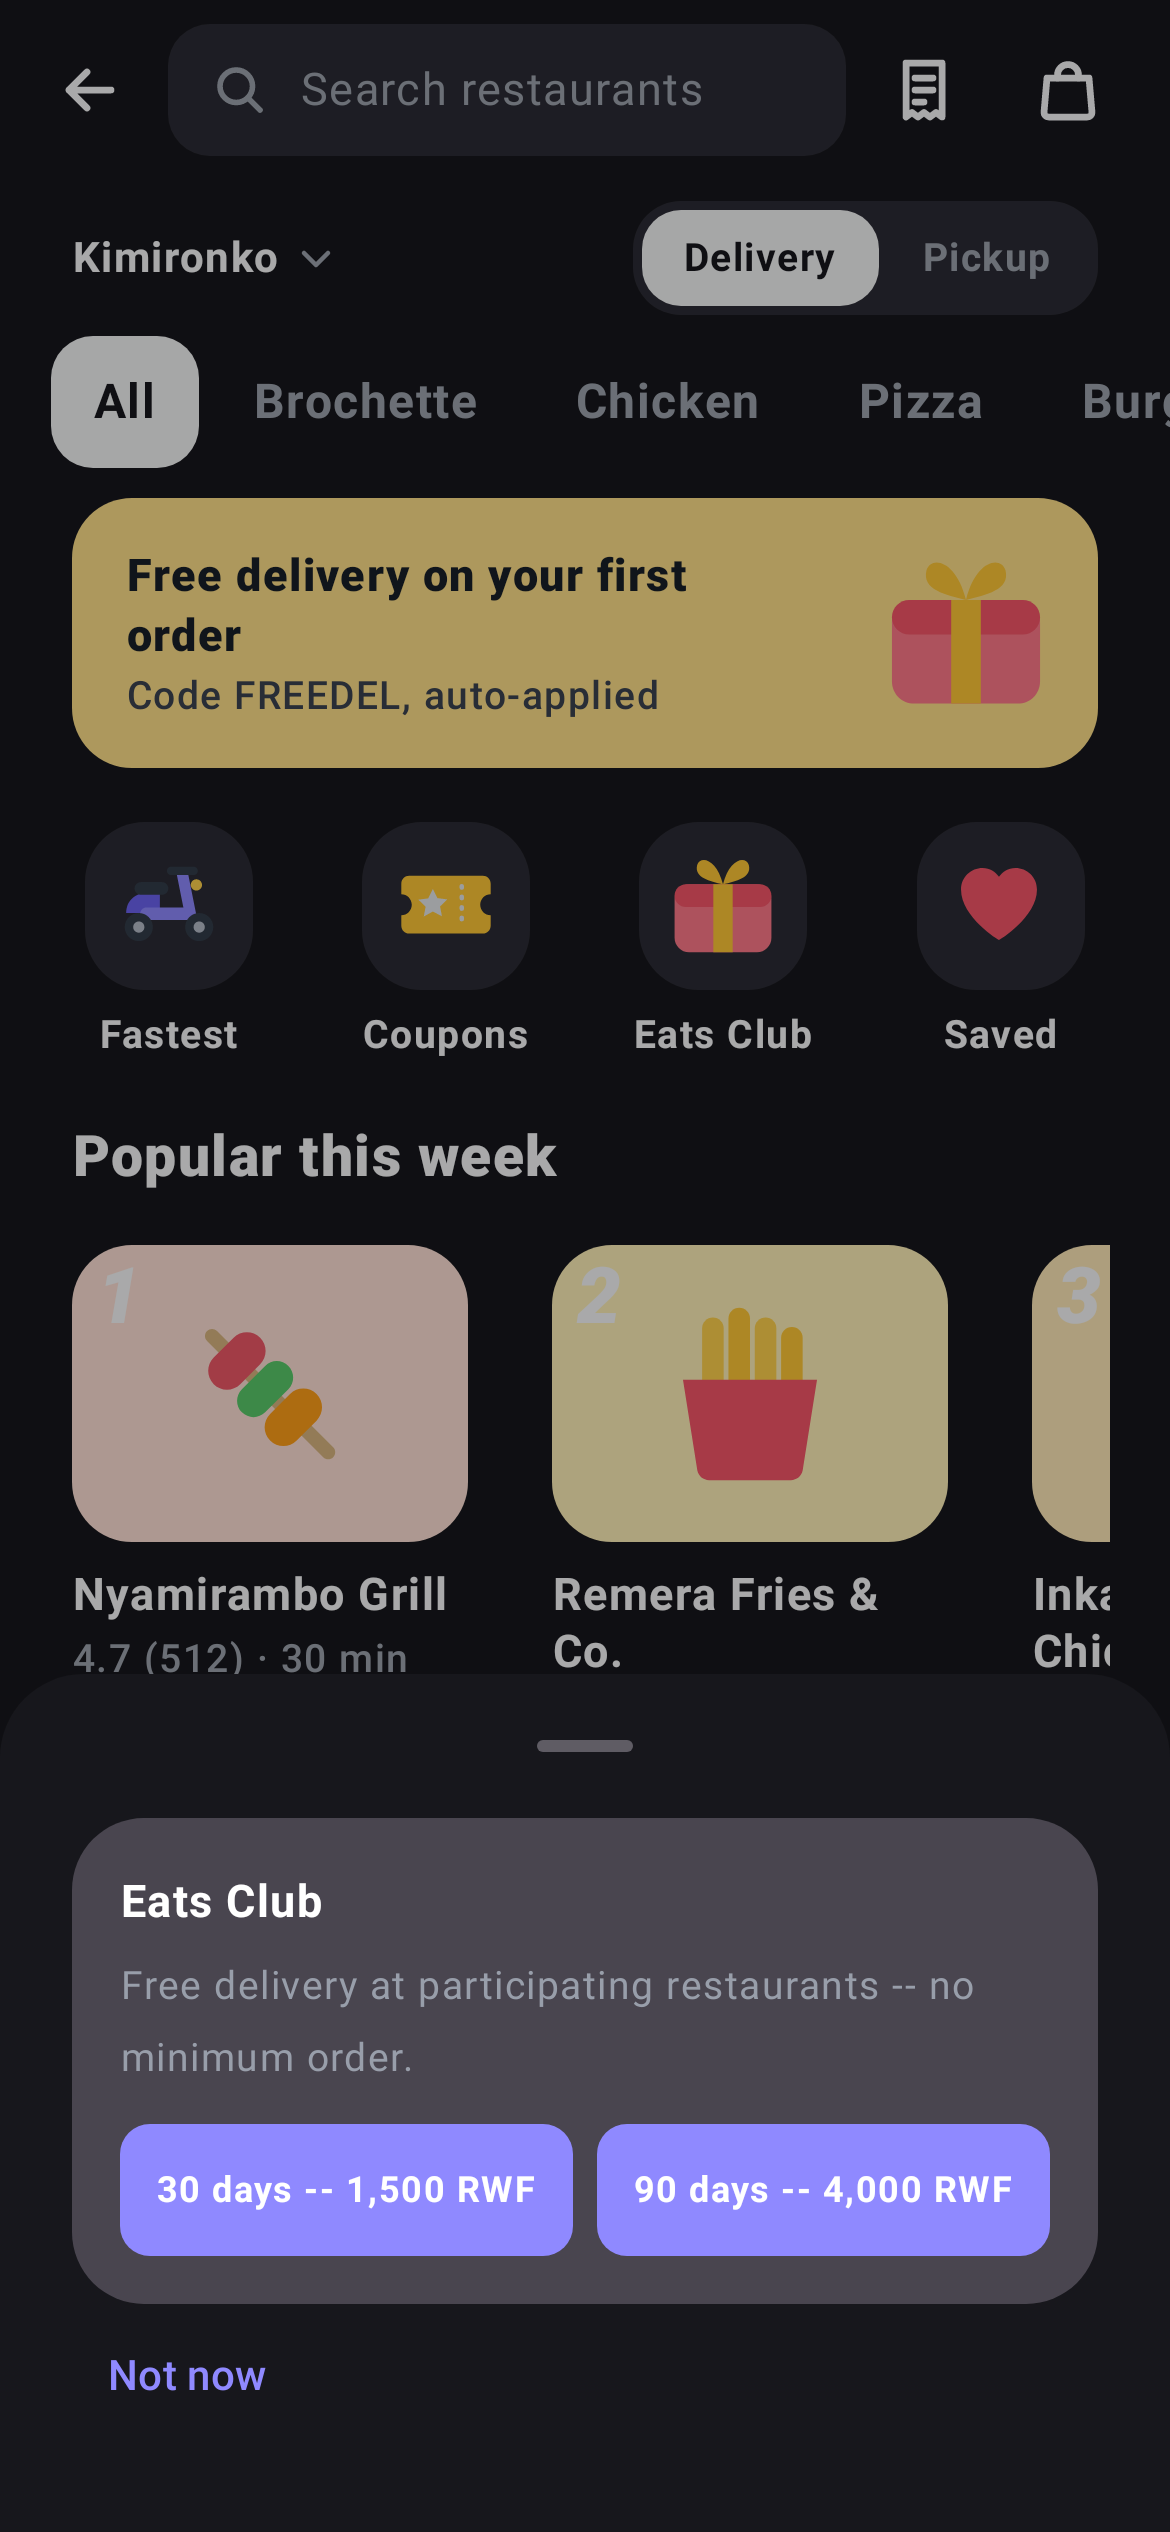 Search restaurants
Kimironko
Delivery
Pickup
All
Brochette
Chicken
Pizza
Free delivery on your first
order
Code FREEDEL, auto-applied
Fastest
Coupons
Eats Club
Saved
Popular this week
1
2
3
Nyamirambo Grill
4.7 (512) · 30 min
Remera Fries &
Co.
Eats Club
Free delivery at participating restaurants -- no
minimum order.
30 days -- 1,500 RWF
90 days -- 4,000 RWF
Not now